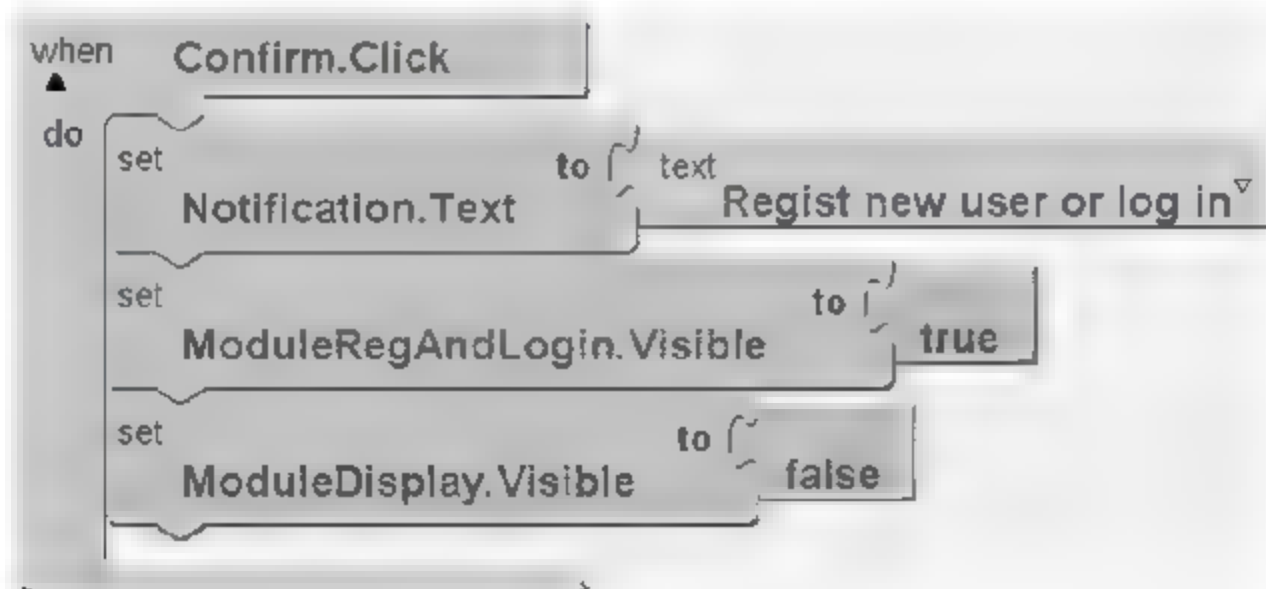 when Confirm.Click
do
set to text
Notification.Text Regist new user or log in
set to
ModuleRegAndLogin.Visible true
set to
ModuleDisplay.Visible false